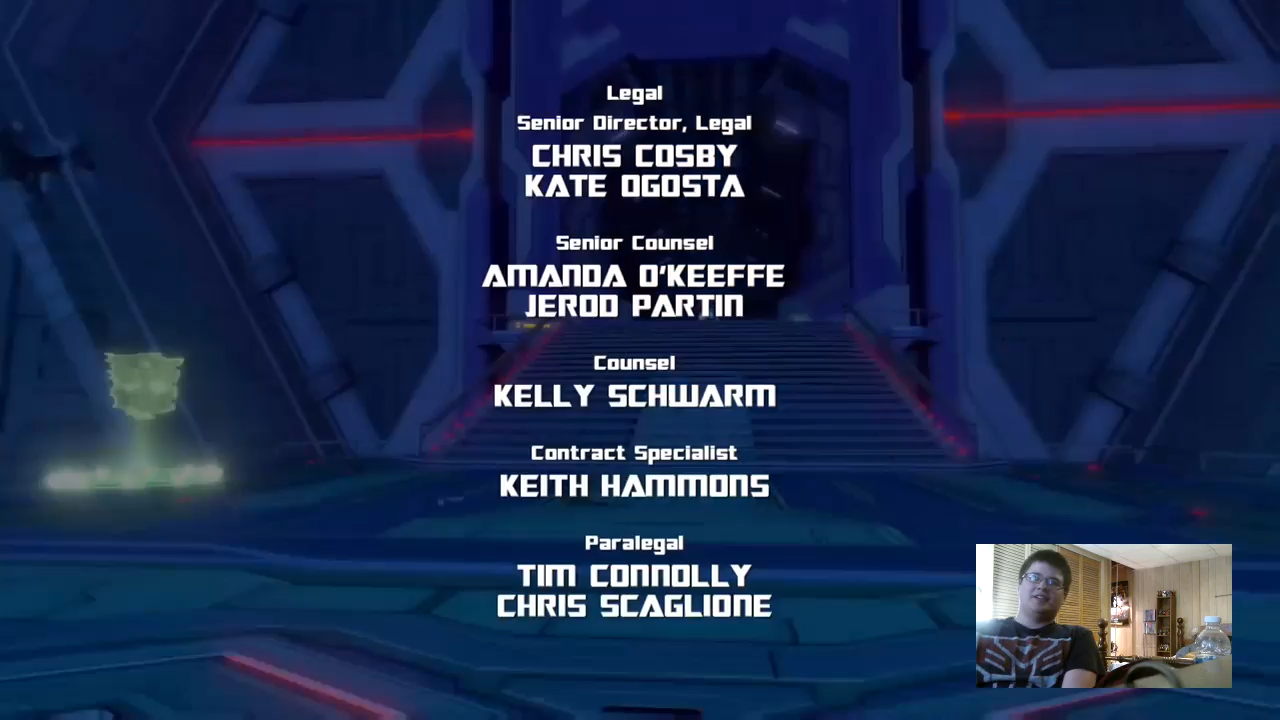 Legal
Senior Director, Legal
CHRIS COSBY
KATE OGOSTA
Senior Counsel
AMANDA O'KEEFFE
JEROD PARTIN
Counsel
KELLY SCHWARM
Contract Specialist
KEITH HAMMONS
Paralegal
TIM CONNOLLY
CHRIS SCAGLIONE